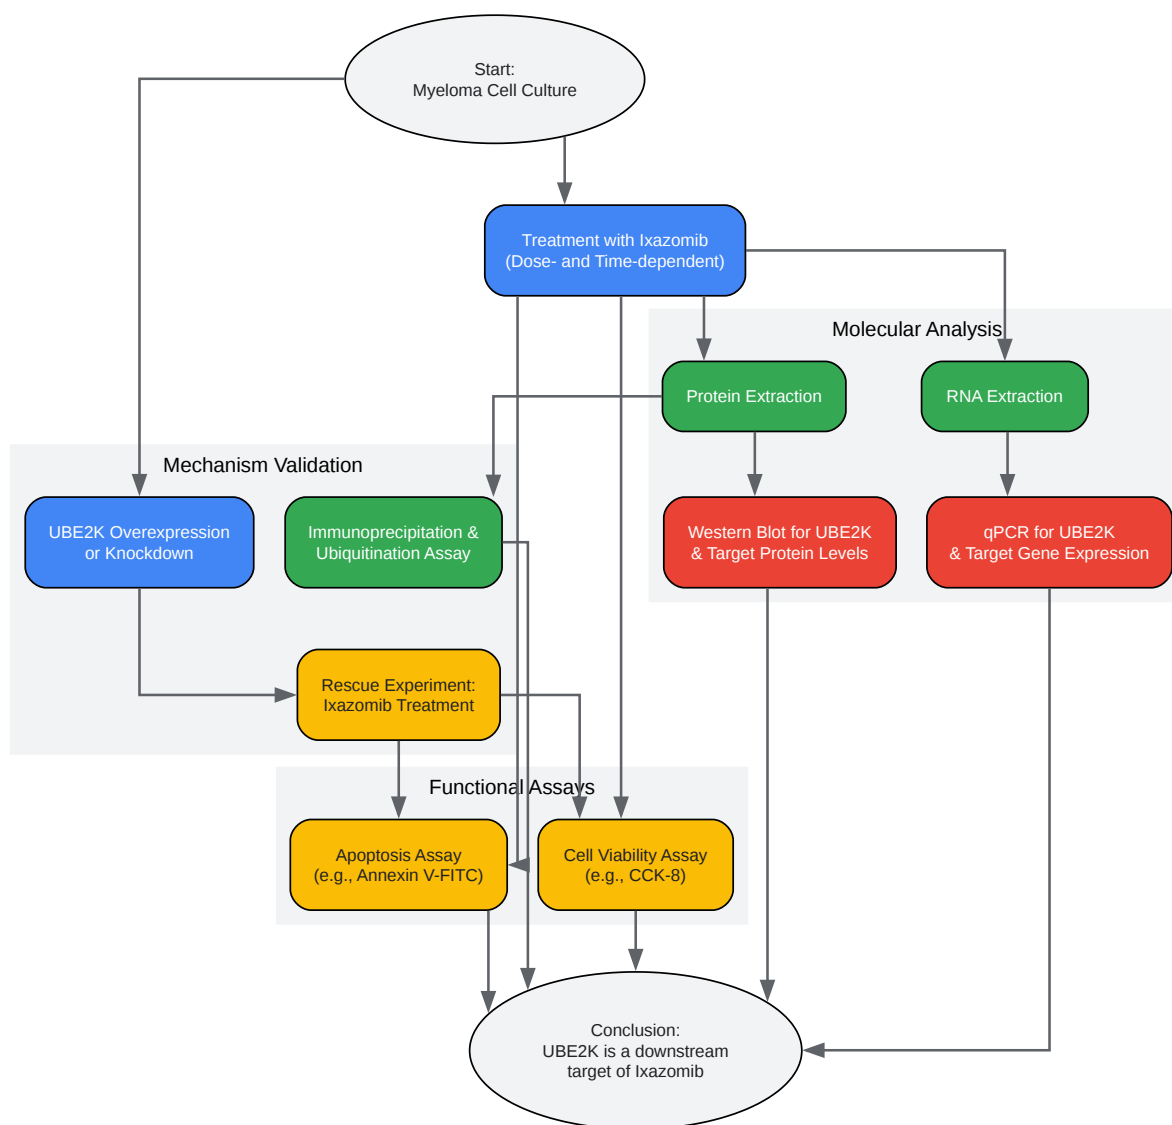 Start:
Myeloma Cell Culture
Treatment with Ixazomib
(Dose- and Time-dependent)
Molecular Analysis
Protein Extraction
RNA Extraction
Mechanism Validation
UBE2K Overexpression
or Knockdown
Immunoprecipitation &
Ubiquitination Assay
Western Blot for UBE2K
& Target Protein Levels
qPCR for UBE2K
& Target Gene Expression
Rescue Experiment:
Ixazomib Treatment
Functional Assays
Apoptosis Assay
(e.g., Annexin V-FITC)
Cell Viability Assay
(e.g., CCK-8)
Conclusion:
UBE2K is a downstream
target of Ixazomib